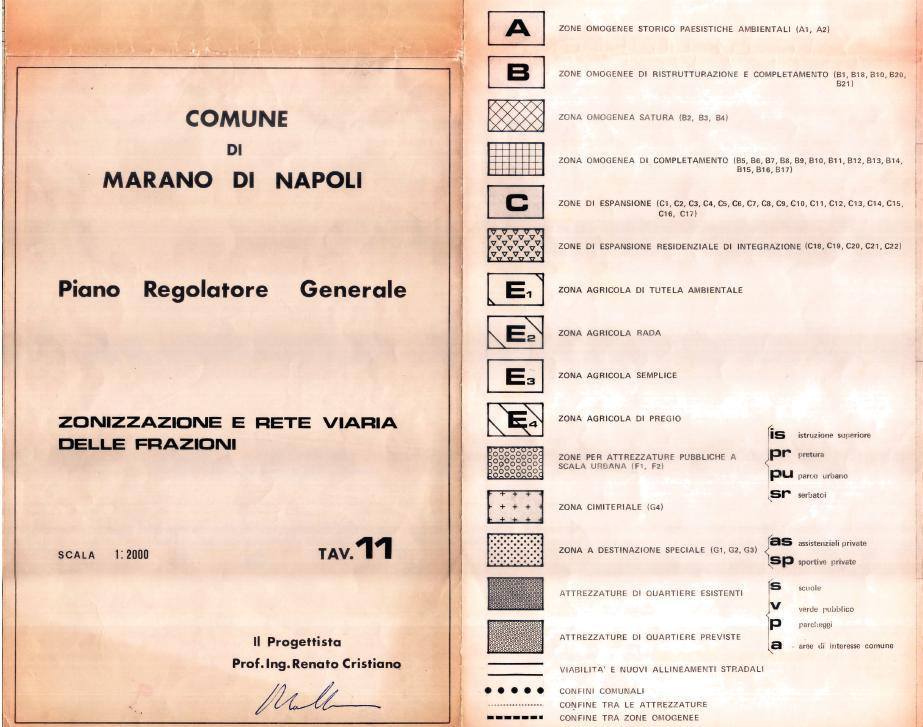 COMUNE
DI
MARANO DI NAPOLI
Piano Regolatore Generale
ZONIZZAZIONE E RETE VIARIA
DELLE FRAZIONI
SCALA 1:2000
TAV. 11
Il Progettista
Prof.Ing.Renato Cristiano
A ZONE OMOGENEE STORICO PAESISTICHE AMBIENTALI (A1, A2)
B ZONE OMOGENEE DI RISTRUTTURAZIONE E COMPLETAMENTO (B1, B18, B19, B20,
B21)
ZONA OMOGENEA SATURA (B2, B3, B4)
ZONA OMOGENEA DI COMPLETAMENTO (B5, B6, B7, B8, B9, B10, B11, B12, B13, B14,
B15, B16, B17)
C ZONE DI ESPANSIONE (C1, C2, C3, C4, C5, C6, C7, C8, C9, C10, C11, C12, C13, C14, C15,
C16, C17)
ZONE DI ESPANSIONE RESIDENZIALE DI INTEGRAZIONE (C18, C19, C20, C21, C22)
E1 ZONA AGRICOLA DI TUTELA AMBIENTALE
E2 ZONA AGRICOLA RADA
E3 ZONA AGRICOLA SEMPLICE
E4 ZONA AGRICOLA DI PREGIO
ZONE PER ATTREZZATURE PUBBLICHE A
SCALA URBANA (F1, F2)
is istruzione superiore
pr pretura
pu parco urbano
sr serbatoi
ZONA CIMITERIALE (G4)
ZONA A DESTINAZIONE SPECIALE (G1, G2, G3)
as assistenziali private
sp sportive private
ATTREZZATURE DI QUARTIERE ESISTENTI
ATTREZZATURE DI QUARTIERE PREVISTE
s scuole
v verde pubblico
p parcheggi
a aree di interesse comune
VIABILITA' E NUOVI ALLINEAMENTI STRADALI
CONFINI COMUNALI
CONFINE TRA LE ATTREZZATURE
CONFINE TRA ZONE OMOGENEE